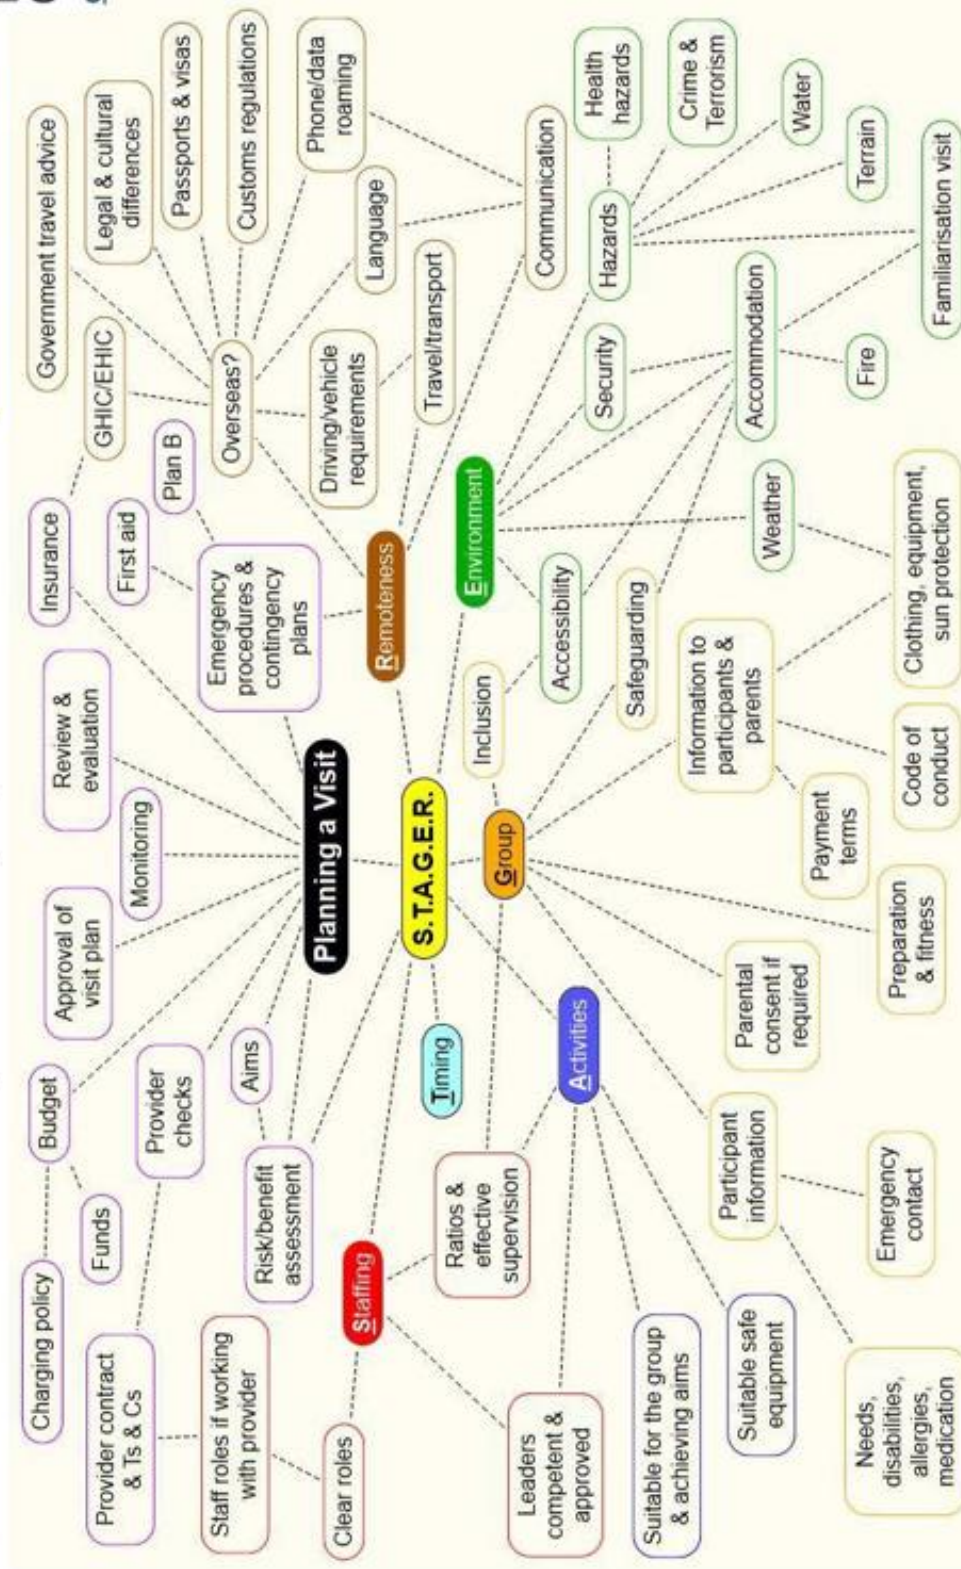 Charging policy
Budget
Funds
Provider contract
& Ts & Cs
Provider
checks
Approval of
visit plan
Monitoring
Review &
evaluation
Insurance
GHIC/EHIC
Government travel advice
Legal & cultural
differences
Passports & visas
Customs regulations
Phone/data
roaming
Language
Overseas?
Driving/vehicle
requirements
Travel/transport
Communication
First aid
Plan B
Emergency
procedures &
contingency
plans
Aims
Risk/benefit
assessment
Staff roles if working
with provider
Clear roles
Planning a Visit
S.T.A.G.E.R.
Remoteness
Staffing
Timing
Group
Environment
Activities
Ratios &
effective
supervision
Leaders
competent &
approved
Suitable for the group
& achieving aims
Suitable safe
equipment
Inclusion
Accessibility
Safeguarding
Security
Hazards
Health
hazards
Crime &
Terrorism
Water
Terrain
Familiarisation visit
Accommodation
Fire
Weather
Clothing, equipment,
sun protection
Information to
participants &
parents
Code of
conduct
Payment
terms
Preparation
& fitness
Parental
consent if
required
Participant
information
Emergency
contact
Needs,
disabilities,
allergies,
medication